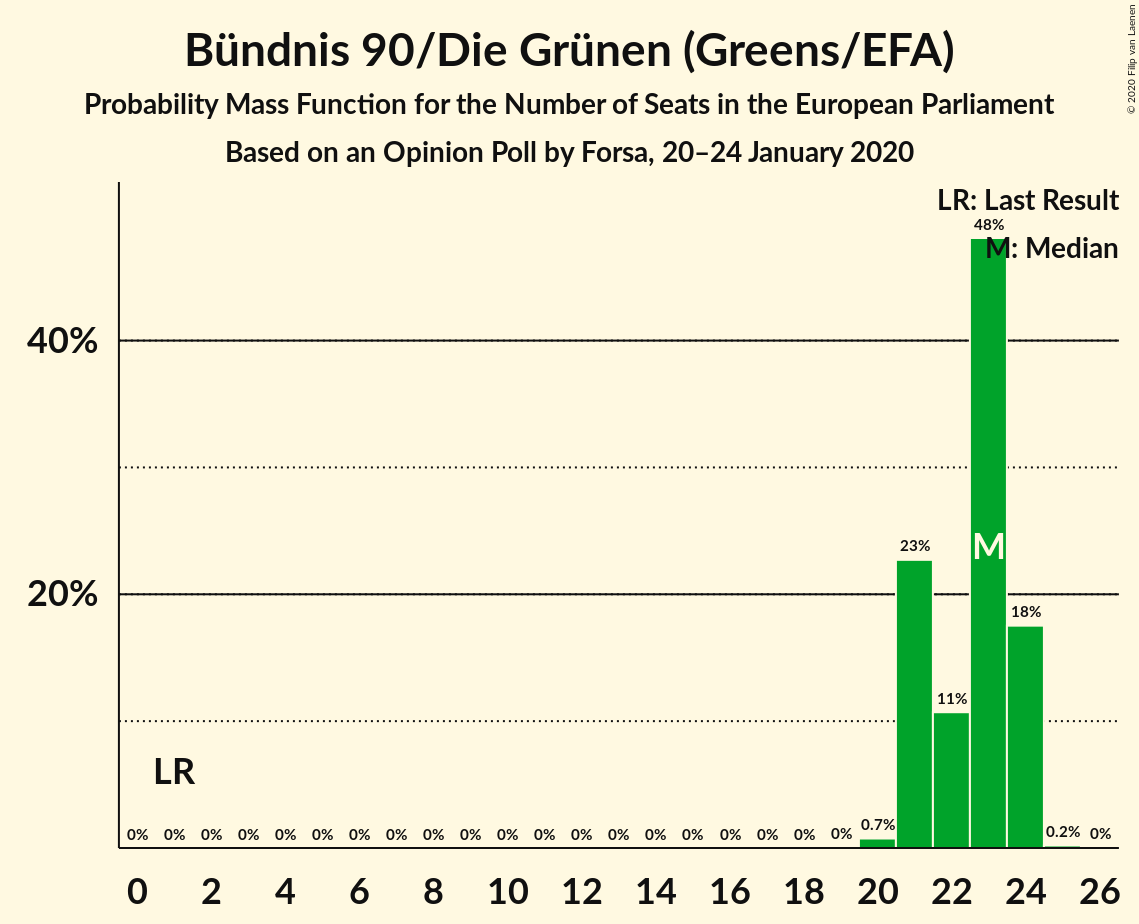 Bündnis 90/Die Grünen (Greens/EFA)
Probability Mass Function for the Number of Seats in the European Parliament
Based on an Opinion Poll by Forsa, 20–24 January 2020
© 2020 Filip van Laenen
LR: Last Result
48%
M: Median
40%
23%
M
20%
18%
11%
LR
0% 0% 0% 0% 0% 0% 0% 0% 0% 0% 0% 0% 0% 0% 0% 0% 0% 0% 0% 0% 0.7% 0.2% 0%
0 2 4 6 8 10 12 14 16 18 20 22 24 26